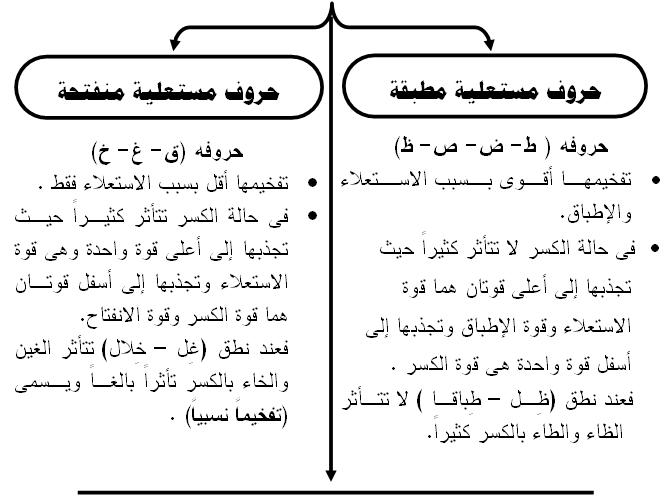 حروف مستعلية مطبقة
حروفه ( ط - ض - ص - ظ)
• تفخيمها أقوى بسبب الاستعلاء
والإطباق.
• فى حالة الكسر لا تتأثر كثيراً حيث
تجذبها إلى أعلى قوتان هما قوة
الاستعلاء وقوة الإطباق وتجذبها إلى
أسفل قوة واحدة هى قوة الكسر .
فعند نطق (ظِل – طِباقا ) لا تتأثر
الظاء والطاء بالكسر كثيراً.
حروف مستعلية منفتحة
حروفه (ق - غ - خ)
• تفخيمها أقل بسبب الاستعلاء فقط .
• فى حالة الكسر تتأثر كثيراً حيث
تجذبها إلى أعلى قوة واحدة وهى قوة
الاستعلاء وتجذبها إلى أسفل قوتان
هما قوة الكسر وقوة الانفتاح.
فعند نطق (غِل – خِلال) تتأثر الغين
والخاء بالكسر تأثراً بالغاً ويسمى
(تفخيماً نسبياً) .